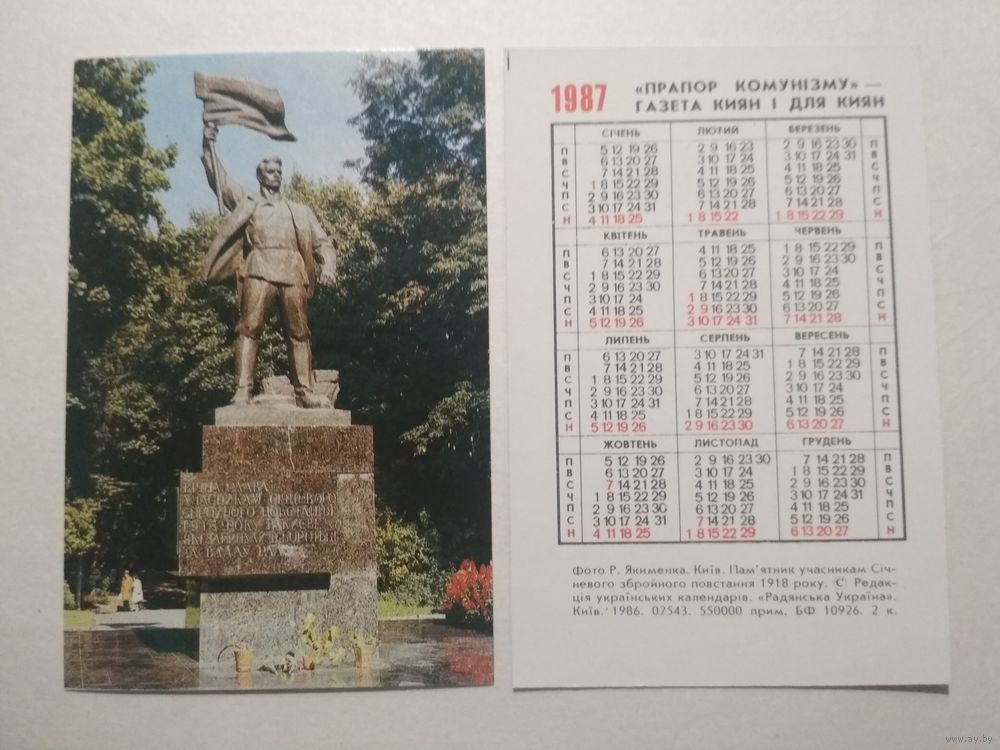 ВІЧНА СЛАВА
УЧАСНИКАМ СІЧНЕВОГО
ЗБРОЙНОГО ПОВСТАННЯ
1918 РОКУ В КИЄВІ,
ЗА ВЛАДУ РАД
1987 «ПРАПОР КОМУНІЗМУ» —
ГАЗЕТА КИЯН І ДЛЯ КИЯН
СІЧЕНЬ ЛЮТИЙ БЕРЕЗЕНЬ
П 5 12 19 26 2 9 16 23 2 9 16 23 30 П
В 6 13 20 27 3 10 17 24 3 10 17 24 31 В
С 7 14 21 28 4 11 18 25 4 11 18 25 С
Ч 1 8 15 22 29 5 12 19 26 5 12 19 26 Ч
П 2 9 16 23 30 6 13 20 27 6 13 20 27 П
С 3 10 17 24 31 7 14 21 28 7 14 21 28 С
Н 4 11 18 25 1 8 15 22 1 8 15 22 29 Н
КВІТЕНЬ ТРАВЕНЬ ЧЕРВЕНЬ
П 6 13 20 27 4 11 18 25 1 8 15 22 29 П
В 7 14 21 28 5 12 19 26 2 9 16 23 30 В
С 1 8 15 22 29 6 13 20 27 3 10 17 24 С
Ч 2 9 16 23 30 7 14 21 28 4 11 18 25 Ч
П 3 10 17 24 1 8 15 22 29 5 12 19 26 П
С 4 11 18 25 2 9 16 23 30 6 13 20 27 С
Н 5 12 19 26 3 10 17 24 31 7 14 21 28 Н
ЛИПЕНЬ СЕРПЕНЬ ВЕРЕСЕНЬ
П 6 13 20 27 3 10 17 24 31 7 14 21 28 П
В 7 14 21 28 4 11 18 25 1 8 15 22 29 В
С 1 8 15 22 29 5 12 19 26 2 9 16 23 30 С
Ч 2 9 16 23 30 6 13 20 27 3 10 17 24 Ч
П 3 10 17 24 31 7 14 21 28 4 11 18 25 П
С 4 11 18 25 1 8 15 22 29 5 12 19 26 С
Н 5 12 19 26 2 9 16 23 30 6 13 20 27 Н
ЖОВТЕНЬ ЛИСТОПАД ГРУДЕНЬ
П 5 12 19 26 2 9 16 23 30 7 14 21 28 П
В 6 13 20 27 3 10 17 24 1 8 15 22 29 В
С 7 14 21 28 4 11 18 25 2 9 16 23 30 С
Ч 1 8 15 22 29 5 12 19 26 3 10 17 24 31 Ч
П 2 9 16 23 30 6 13 20 27 4 11 18 25 П
С 3 10 17 24 31 7 14 21 28 5 12 19 26 С
Н 4 11 18 25 1 8 15 22 29 6 13 20 27 Н
Фото Р. Якименка. Київ. Пам'ятник учасникам Січ-
невого збройного повстання 1918 року. © Редак-
ція українських календарів. «Радянська Україна».
Київ. 1986. 02543. 550000 прим. БФ 10926. 2 к.
www.ay.by